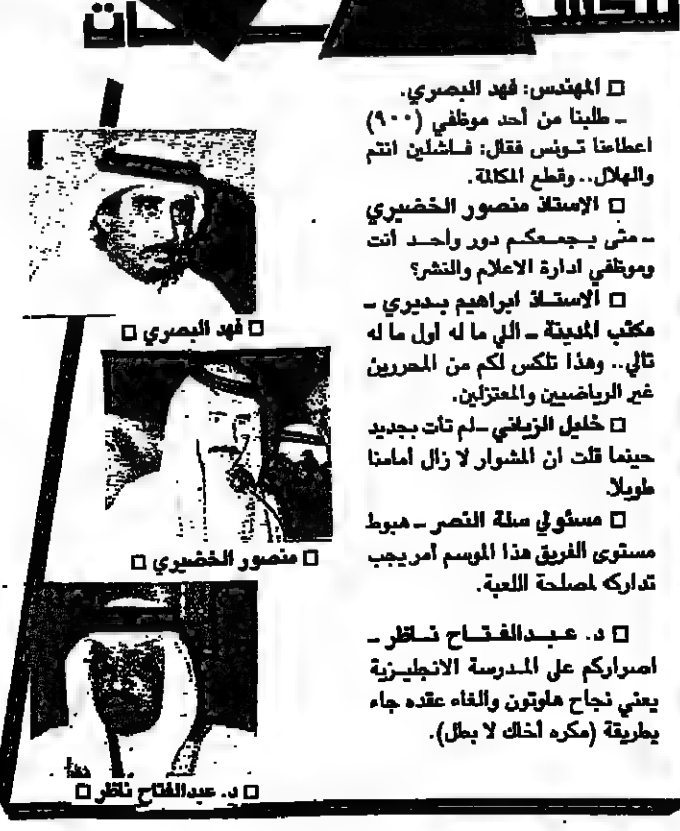 □ المهندس: فهد البصري.
– طلبنا من أحد موظفي (٩٠٠)
اعطاءنا تونس فقال: فاشلين انتم
والهلال.. وقطع المكالمة.
□ الاستاذ منصور الخضيري
– متى يجمعكم دور واحد أنت
وموظفي ادارة الاعلام والنشر؟
□ الاستاذ ابراهيم بديري –
مكتب المدينة – اللي ما له أول ما له
تالي.. وهذا تلكس لكم من المحررين
غير الرياضيين والمعتزلين.
□ خليل الزياني – لم تأت بجديد
حينما قلت ان المشوار لا زال أمامنا
طويلا.
□ مسئولي سلة النصر – هبوط
مستوى الفريق هذا الموسم أمر يجب
تداركه لمصلحة اللعبة.
□ د. عبدالفتاح ناظر –
اصراركم على المدرسة الانجليزية
يعني نجاح هاوتون والغاء عقده جاء
بطريقة (مكره أخاك لا بطل).
□ فهد البصري □
□ منصور الخضيري □
□ د. عبدالفتاح ناظر □